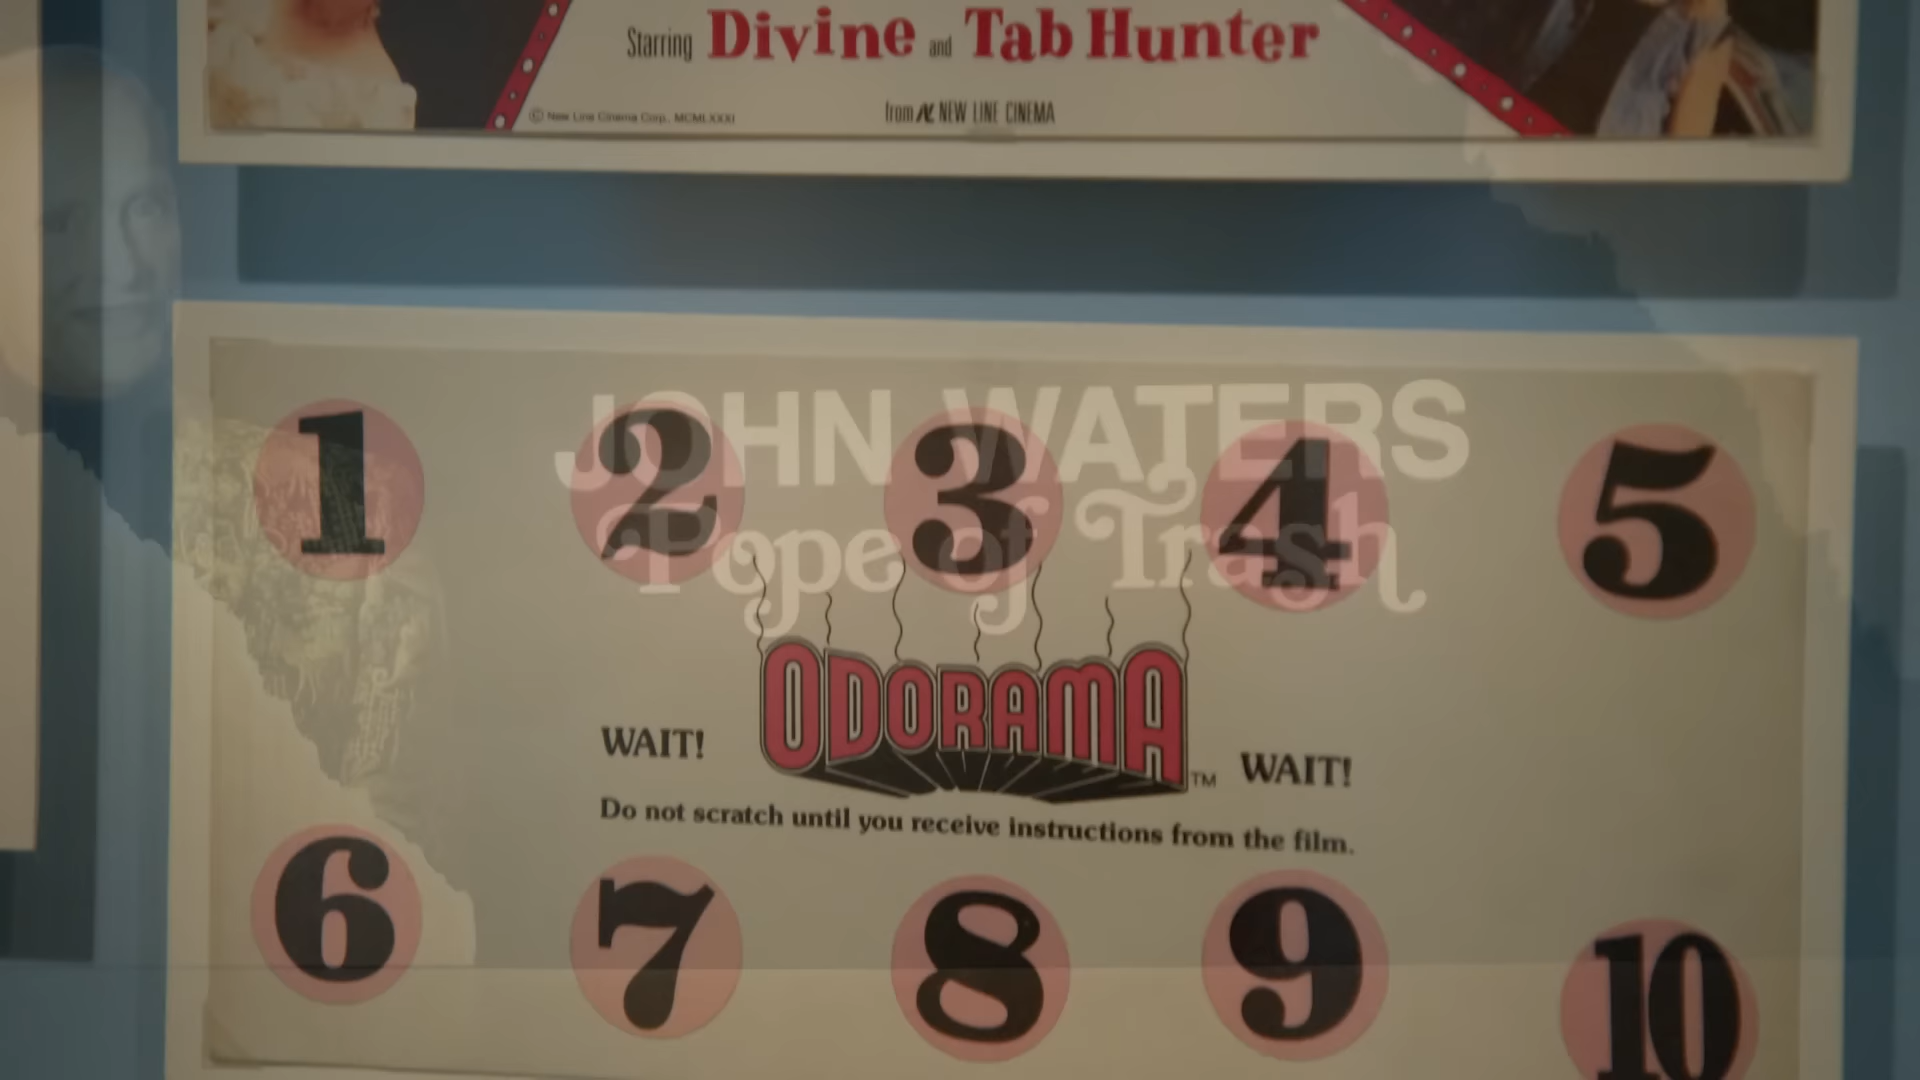 Starring Divine and Tab Hunter
© New Line Cinema Corp., MCMLXXXI
from NEW LINE CINEMA
JOHN WATERS
Pope of Trash
1 2 3 4 5
ODORAMA TM
WAIT! WAIT!
Do not scratch until you receive instructions from the film.
6 7 8 9 10